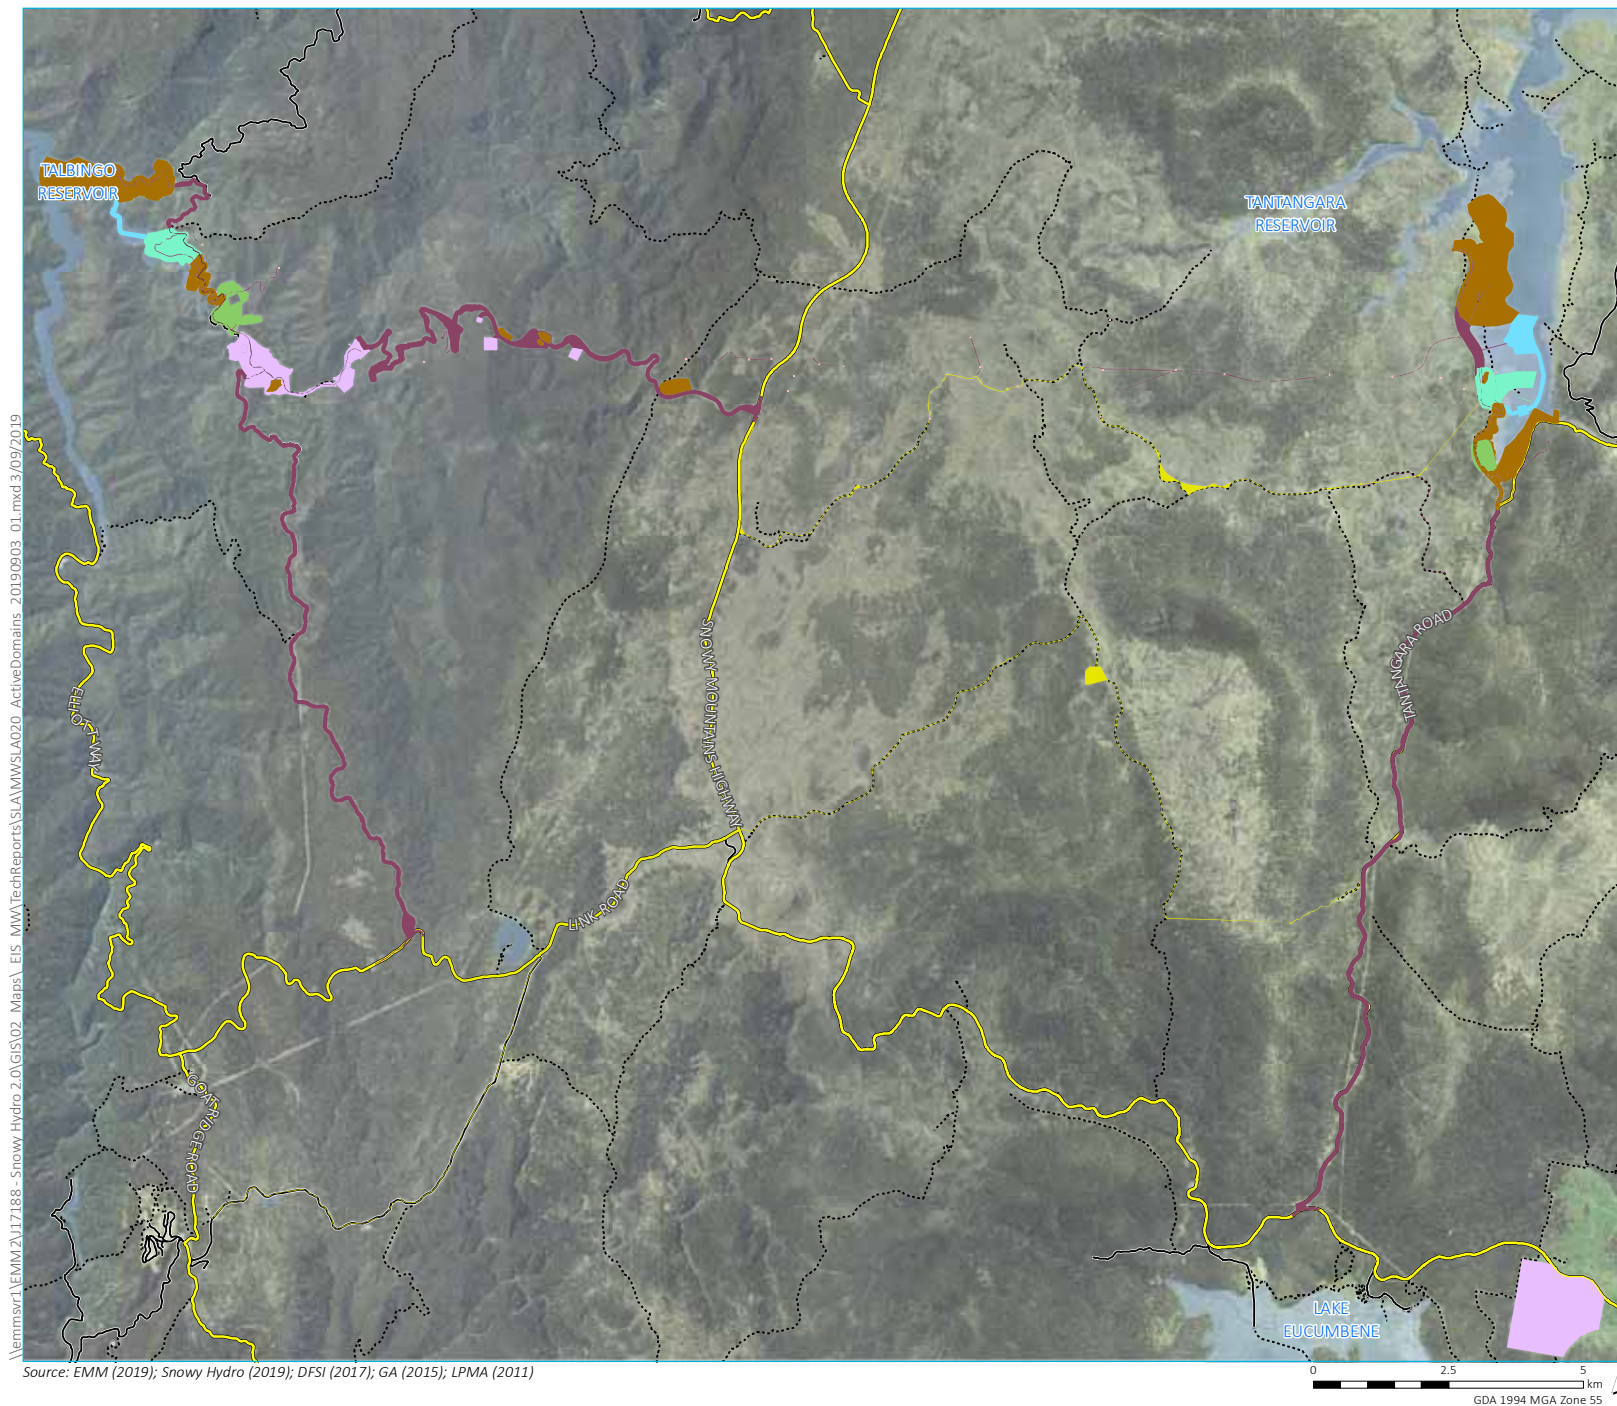 TALBINGO
RESERVOIR
TANTANGARA
RESERVOIR
\\emmsvr1\EMM2\J17188 - Snowy Hydro 2.0\GIS\02_Maps\_EIS_MW\TechReports\SLA\MWSLA020_ActiveDomains_20190903_01.mxd 3/09/2019
SNOWY MOUNTAINS HIGHWAY
TANTANGARA ROAD
ELLIOTT WAY
LINK ROAD
GOAT RIDGE ROAD
LAKE
EUCUMBENE
Source: EMM (2019); Snowy Hydro (2019); DFSI (2017); GA (2015); LPMA (2011)
0 2.5 5
km
GDA 1994 MGA Zone 55